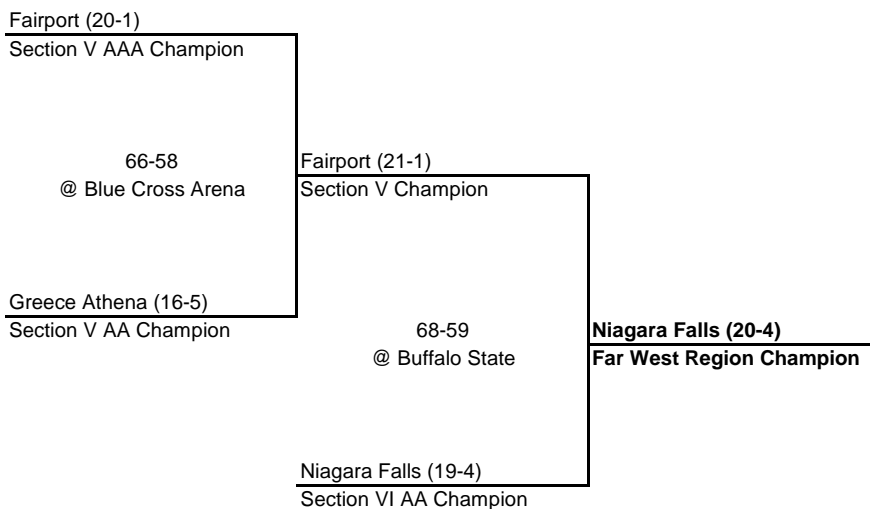 Fairport (20-1)
Section V AAA Champion
66-58
@ Blue Cross Arena
Fairport (21-1)
Section V Champion
Greece Athena (16-5)
Section V AA Champion
68-59
@ Buffalo State
Niagara Falls (20-4)
Far West Region Champion
Niagara Falls (19-4)
Section VI AA Champion